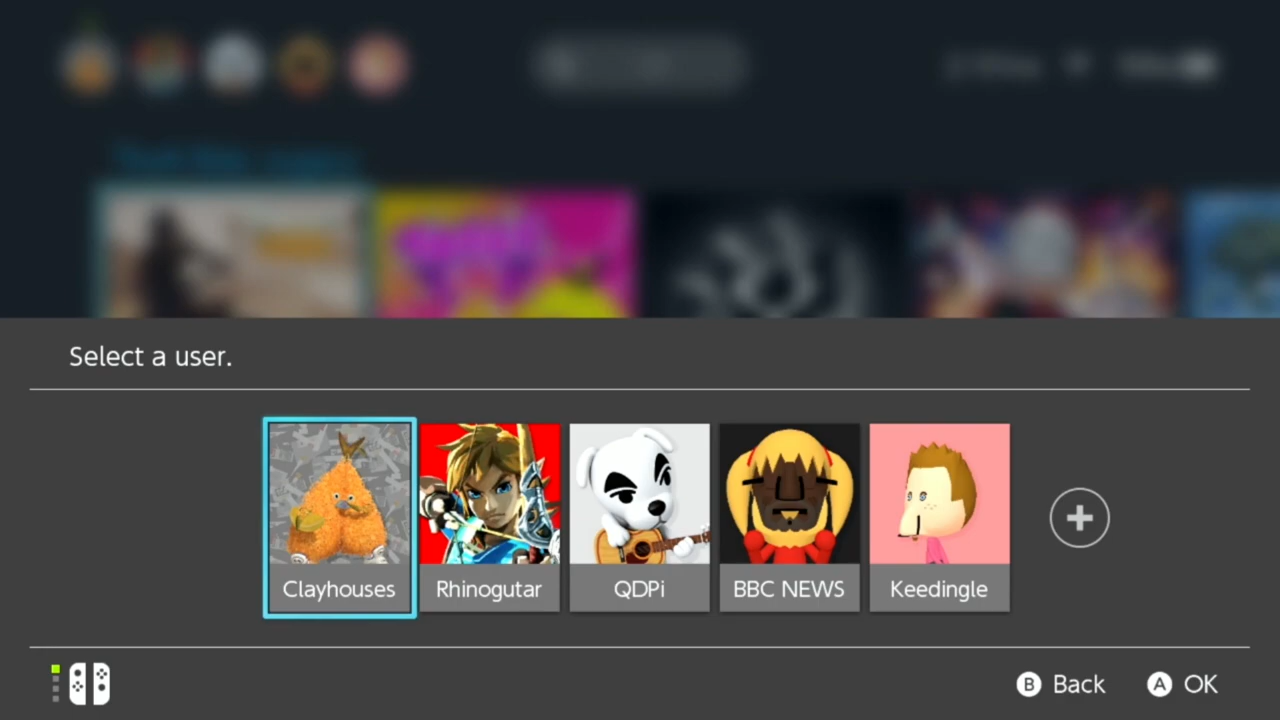 Select a user.
Clayhouses
Rhinogutar
QDPi
BBC NEWS
Keedingle
B Back
A OK